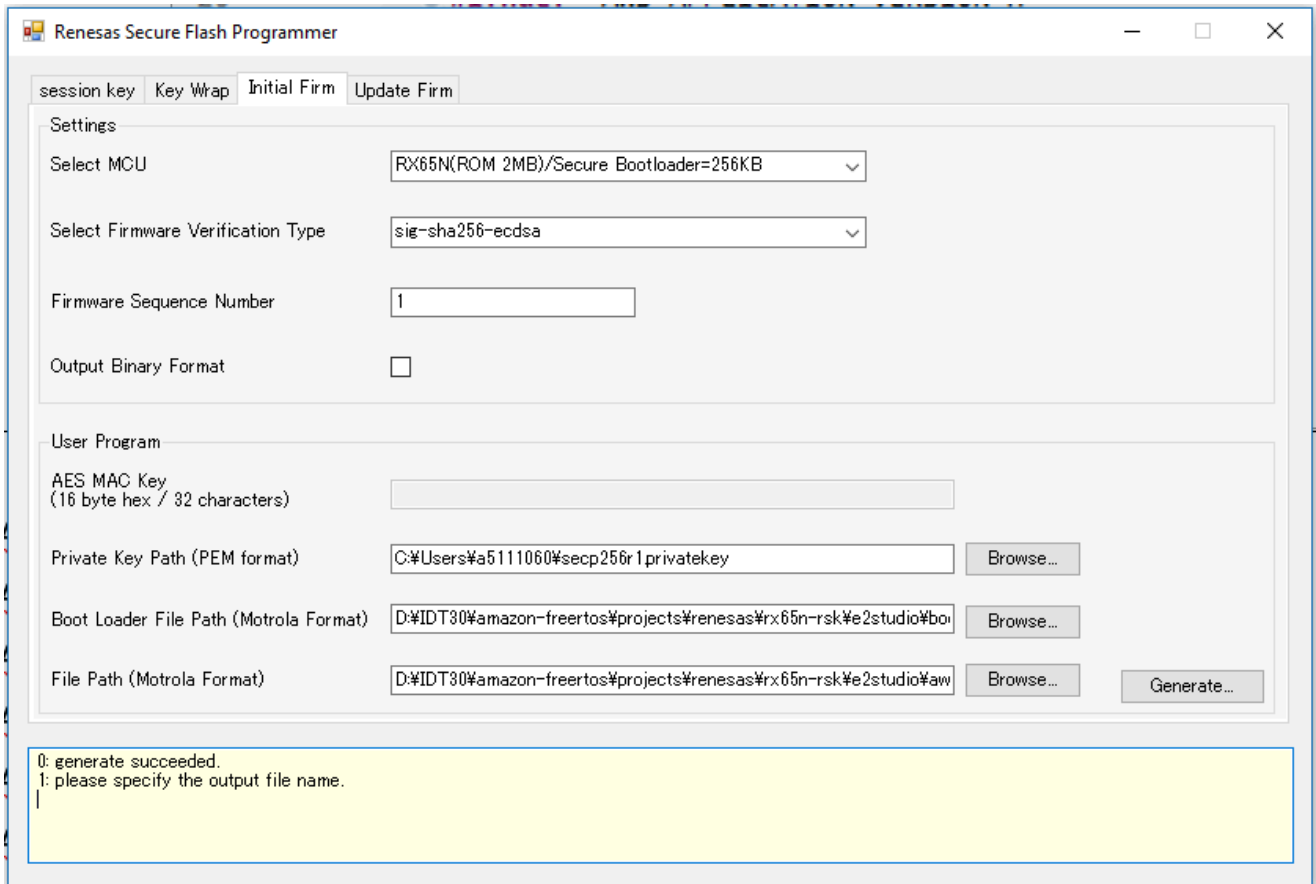 Renesas Secure Flash Programmer
session key Key Wrap Initial Firm Update Firm
Settings
Select MCU RX65N(ROM 2MB)/Secure Bootloader=256KB
Select Firmware Verification Type sig-sha256-ecdsa
Firmware Sequence Number 1
Output Binary Format
User Program
AES MAC Key
(16 byte hex / 32 characters)
Private Key Path (PEM format) C:¥Users¥a5111060¥secp256r1.privatekey Browse...
Boot Loader File Path (Motrola Format) D:¥IDT30¥amazon-freertos¥projects¥renesas¥rx65n-rsk¥e2studio¥bo Browse...
File Path (Motrola Format) D:¥IDT30¥amazon-freertos¥projects¥renesas¥rx65n-rsk¥e2studio¥aw Browse...
Generate...
0: generate succeeded.
1: please specify the output file name.